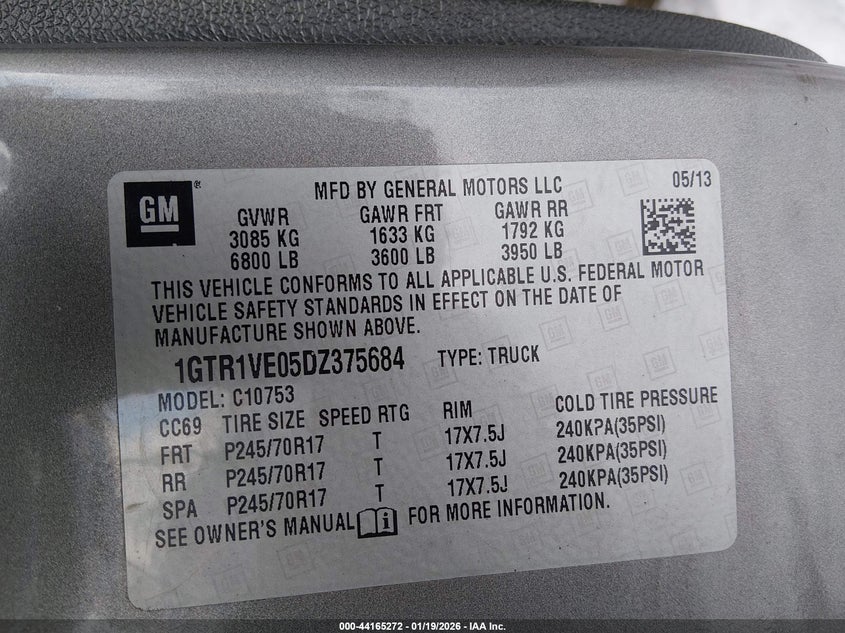 GM ®
MFD BY GENERAL MOTORS LLC 05/13
GVWR GAWR FRT GAWR RR
3085 KG 1633 KG 1792 KG
6800 LB 3600 LB 3950 LB
THIS VEHICLE CONFORMS TO ALL APPLICABLE U.S. FEDERAL MOTOR
VEHICLE SAFETY STANDARDS IN EFFECT ON THE DATE OF
MANUFACTURE SHOWN ABOVE.
1GTR1VE05DZ375684 TYPE: TRUCK
MODEL: C10753
CC69 TIRE SIZE SPEED RTG RIM COLD TIRE PRESSURE
FRT P245/70R17 T 17X7.5J 240KPA(35PSI)
RR P245/70R17 T 17X7.5J 240KPA(35PSI)
SPA P245/70R17 T 17X7.5J 240KPA(35PSI)
SEE OWNER'S MANUAL i FOR MORE INFORMATION.
000-44165272 - 01/19/2026 - IAA Inc.